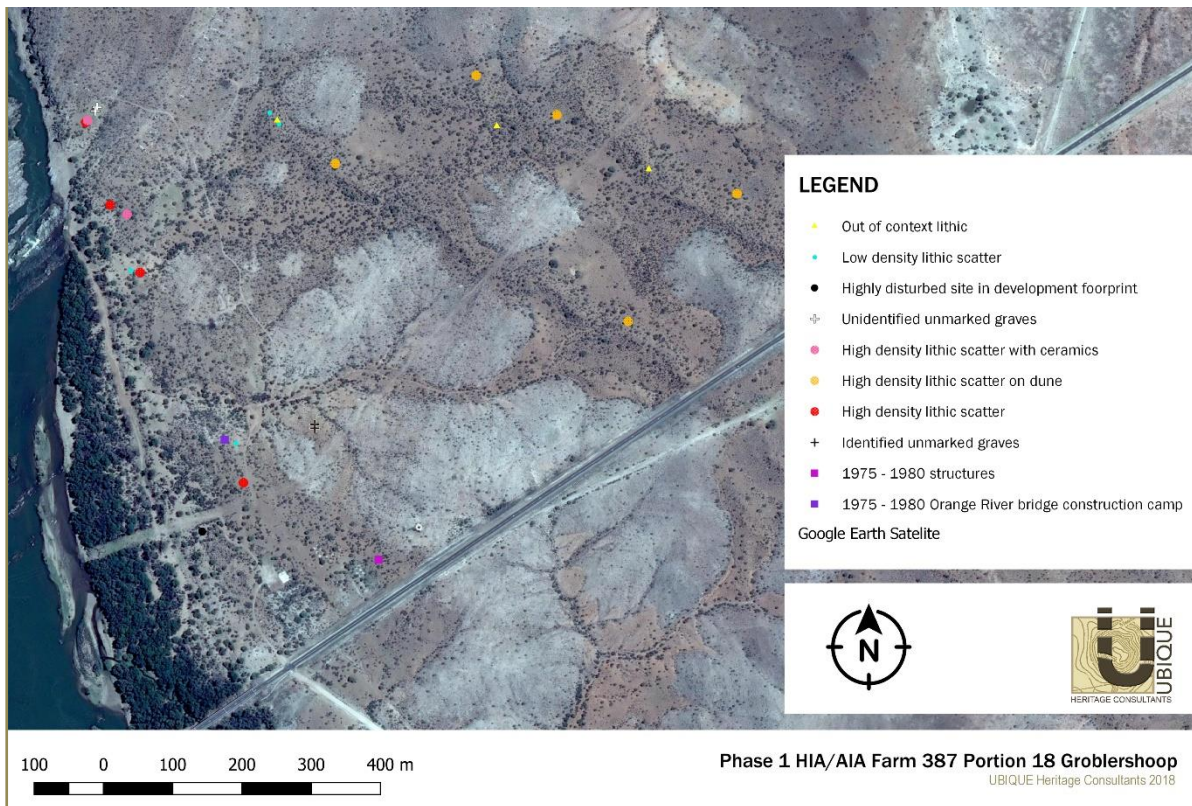 LEGEND
Out of context lithic
Low density lithic scatter
Highly disturbed site in development foorprint
Unidentified unmarked graves
High density lithic scatter with ceramics
High density lithic scatter on dune
High density lithic scatter
Identified unmarked graves
1975 - 1980 structures
1975 - 1980 Orange River bridge construction camp
Google Earth Satelite
N
Ü
UBIQUE
HERITAGE CONSULTANTS
100 0 100 200 300 400 m
Phase 1 HIA/AIA Farm 387 Portion 18 Groblershoop
UBIQUE Heritage Consultants 2018